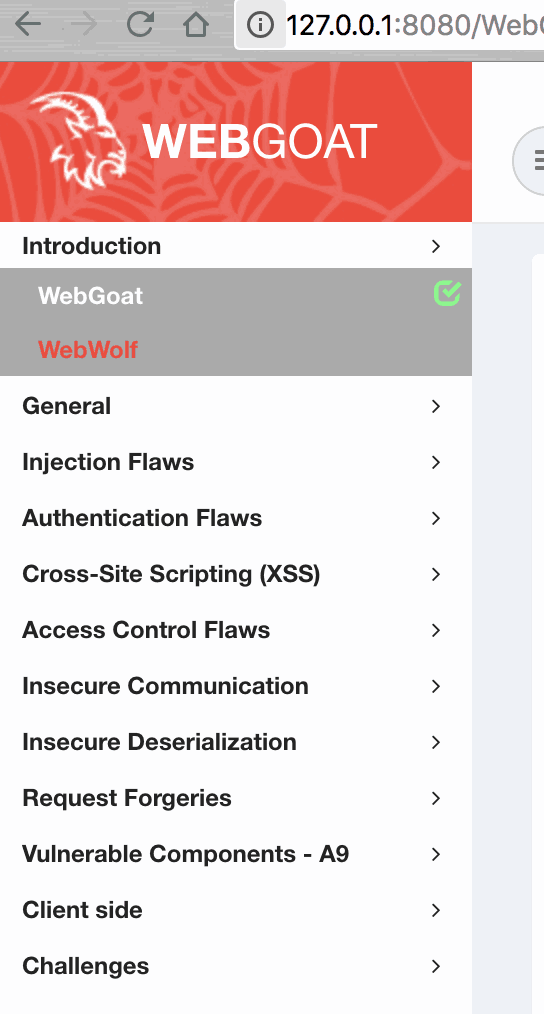 127.0.0.1:8080/Web
WEBGOAT
Introduction
WebGoat
WebWolf
General
Injection Flaws
Authentication Flaws
Cross-Site Scripting (XSS)
Access Control Flaws
Insecure Communication
Insecure Deserialization
Request Forgeries
Vulnerable Components - A9
Client side
Challenges